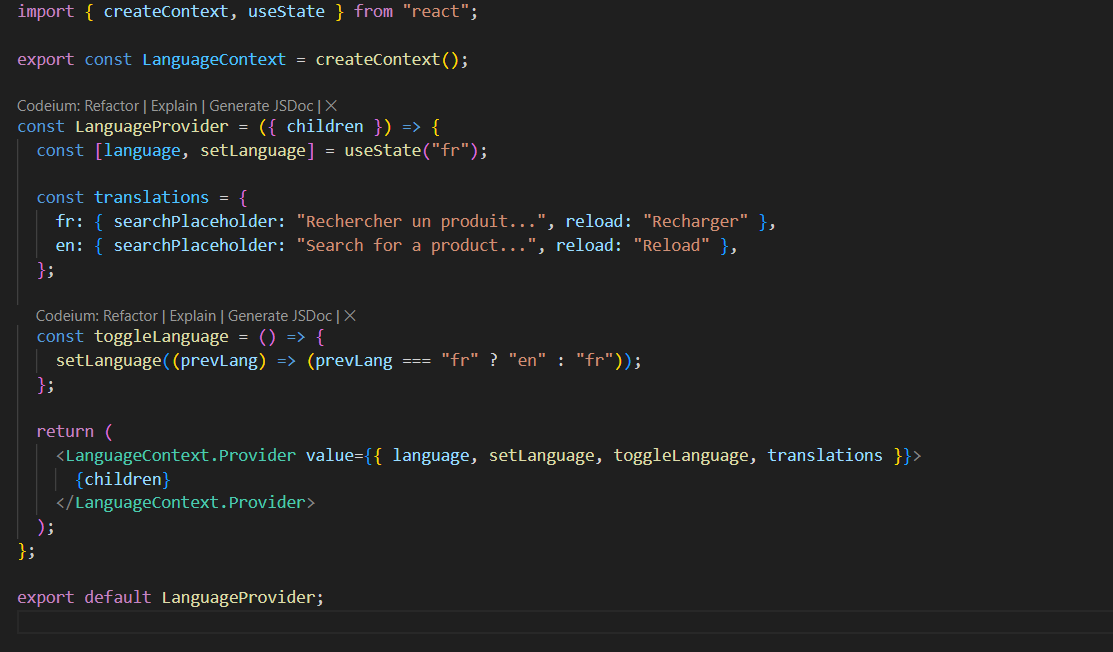 import { createContext, useState } from "react";
export const LanguageContext = createContext();
Codeium: Refactor | Explain | Generate JSDoc | ×
const LanguageProvider = ({ children }) => {
const [language, setLanguage] = useState("fr");
const translations = {
fr: { searchPlaceholder: "Rechercher un produit...", reload: "Recharger" },
en: { searchPlaceholder: "Search for a product...", reload: "Reload" },
};
Codeium: Refactor | Explain | Generate JSDoc | ×
const toggleLanguage = () => {
setLanguage((prevLang) => (prevLang === "fr" ? "en" : "fr"));
};
return (
<LanguageContext.Provider value={{ language, setLanguage, toggleLanguage, translations }}>
{children}
</LanguageContext.Provider>
);
};
export default LanguageProvider;